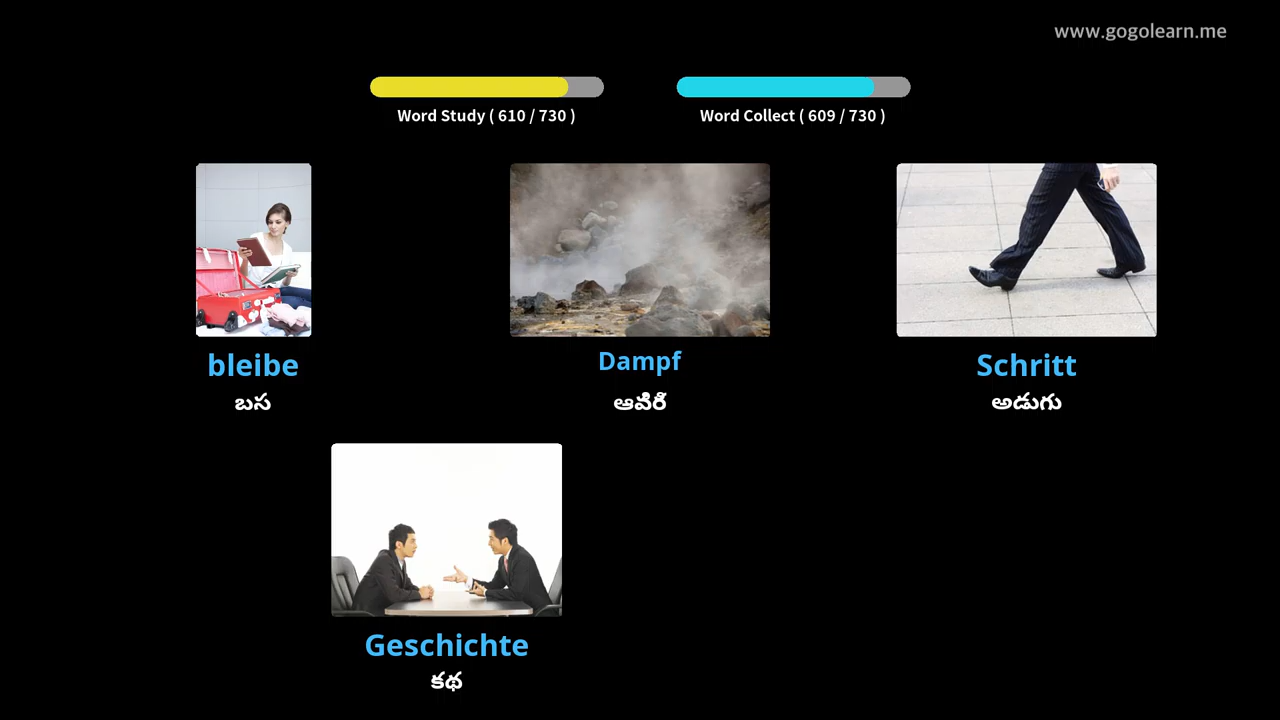 www.gogolearn.me
Word Study ( 610 / 730 )
Word Collect ( 609 / 730 )
bleibe
బస
Dampf
ఆవిరి
Schritt
అడుగు
Geschichte
కథ